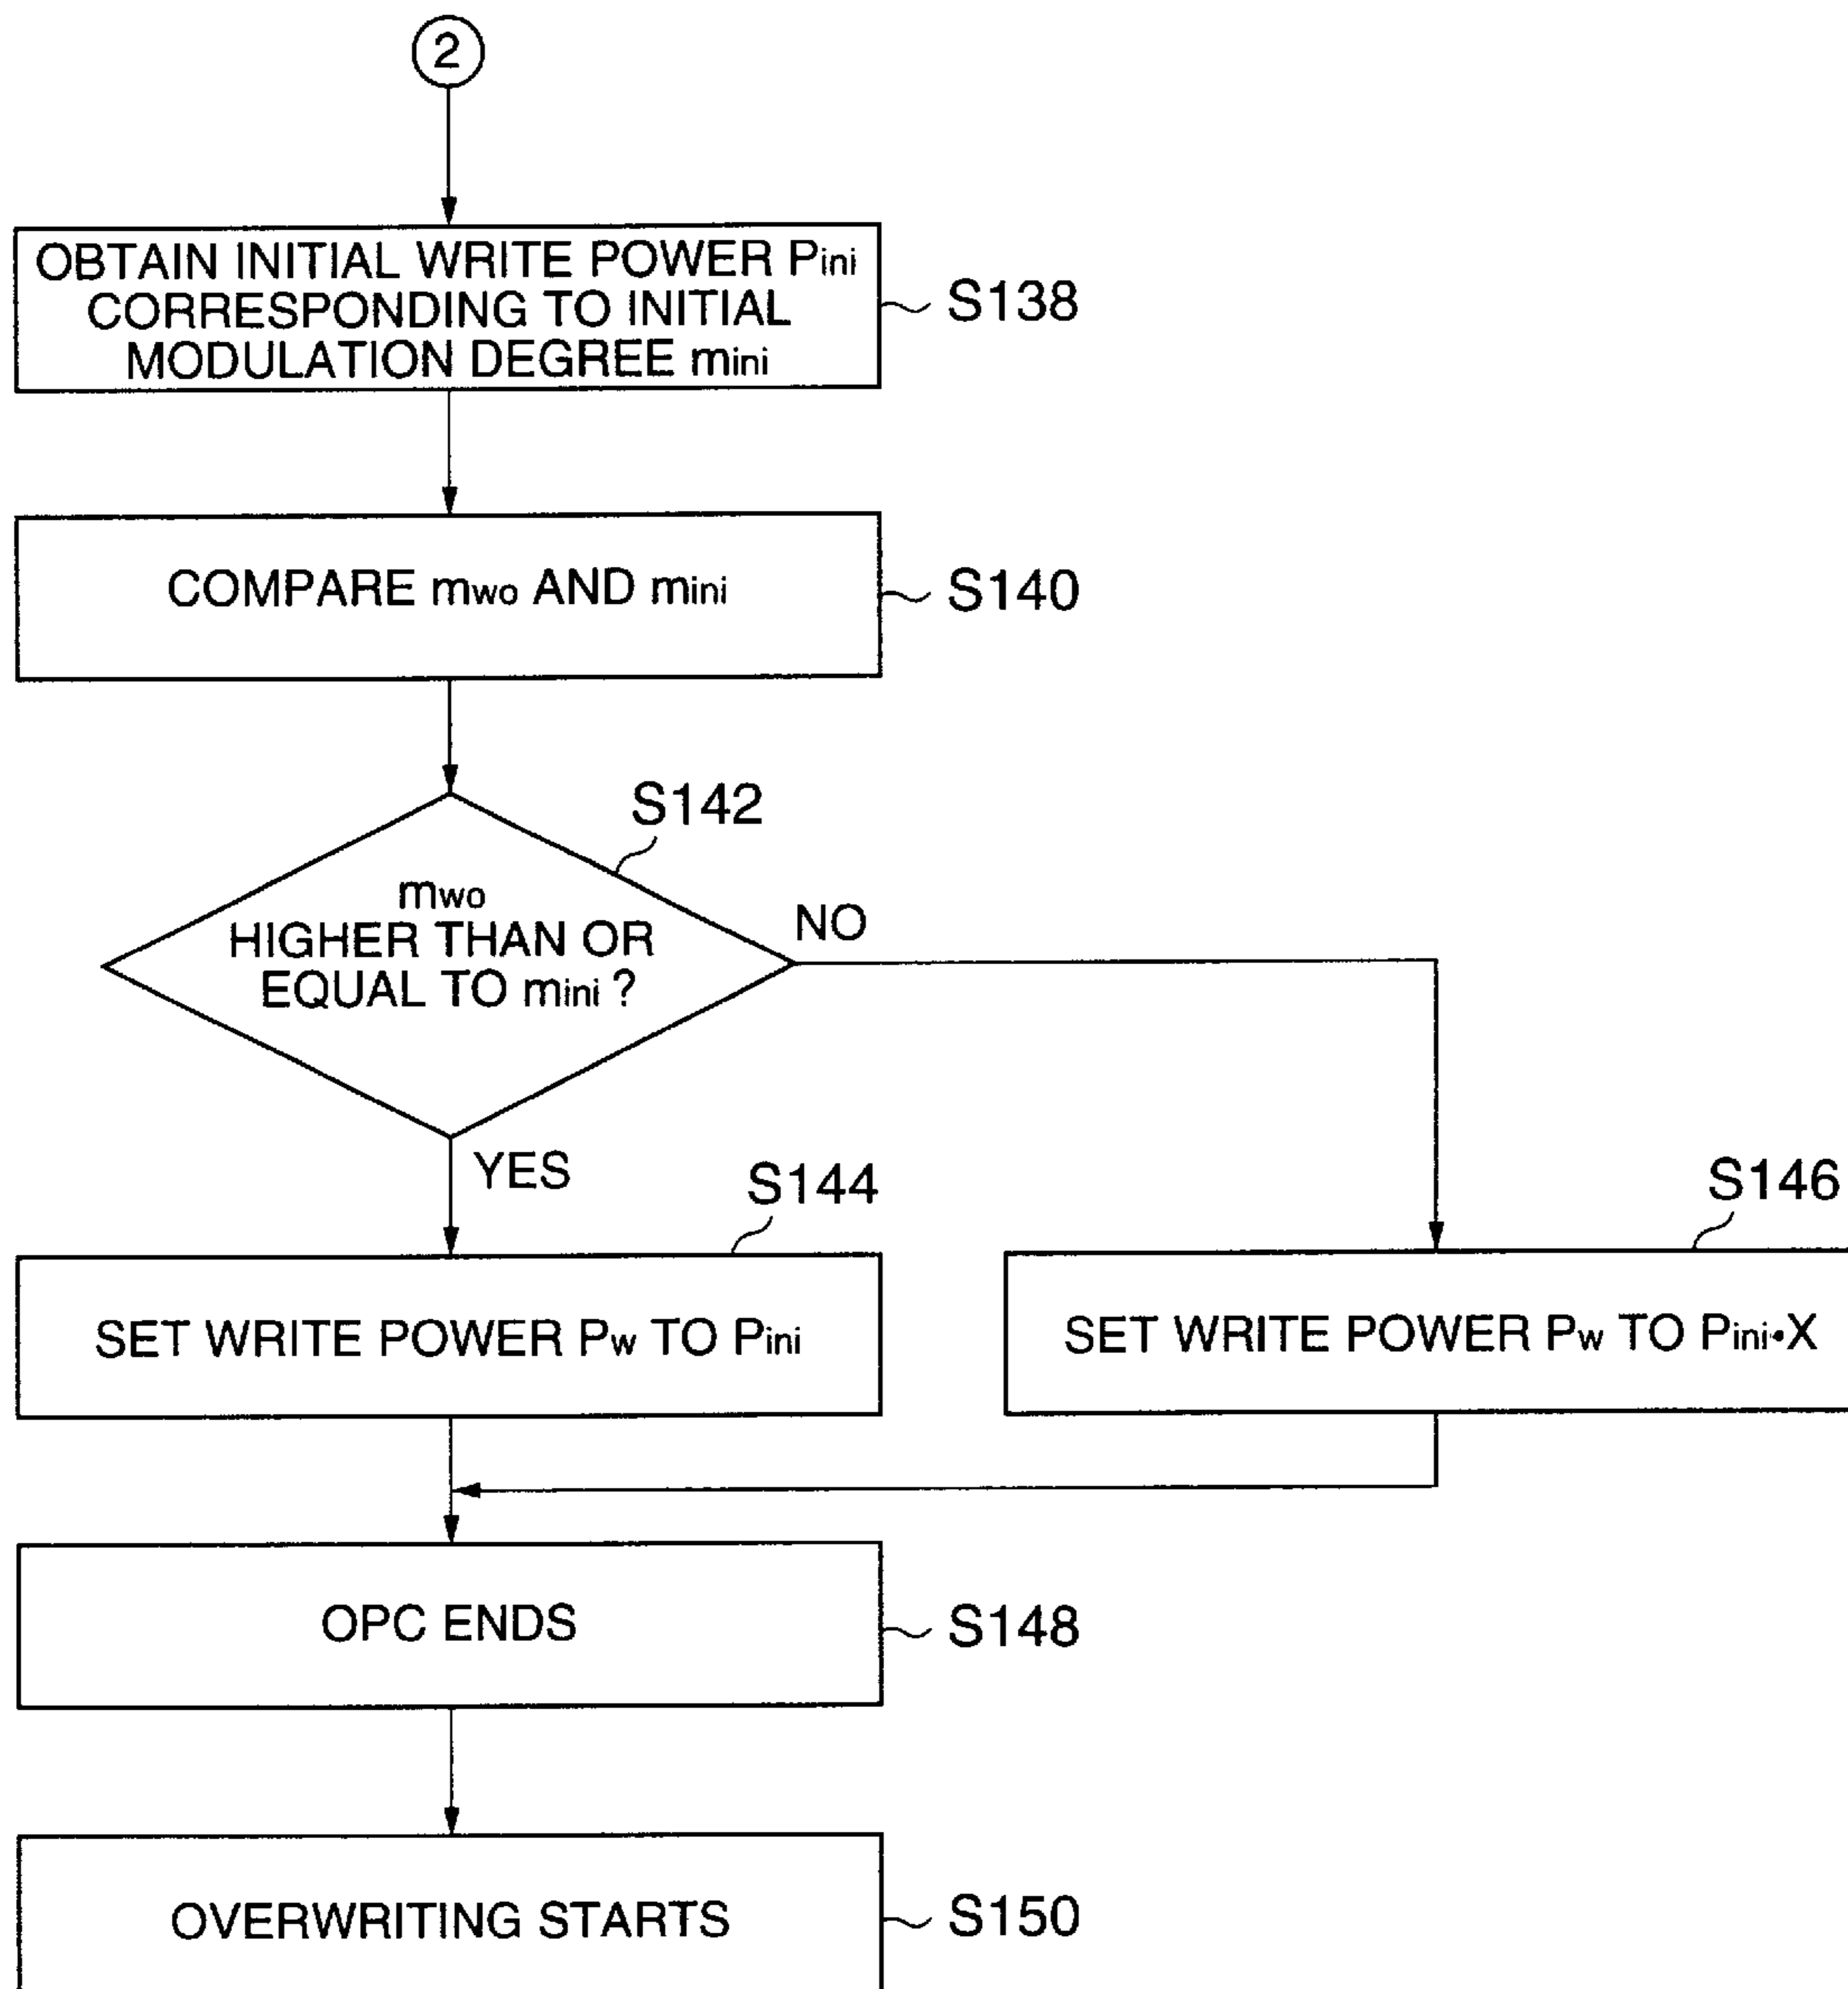 2
OBTAIN INITIAL WRITE POWER Pini
CORRESPONDING TO INITIAL
MODULATION DEGREE mini
S138
COMPARE mwo AND mini
S140
S142
mwo
HIGHER THAN OR
EQUAL TO mini ?
NO
YES
S144
SET WRITE POWER Pw TO Pini
S146
SET WRITE POWER Pw TO Pini•X
OPC ENDS
S148
OVERWRITING STARTS
S150